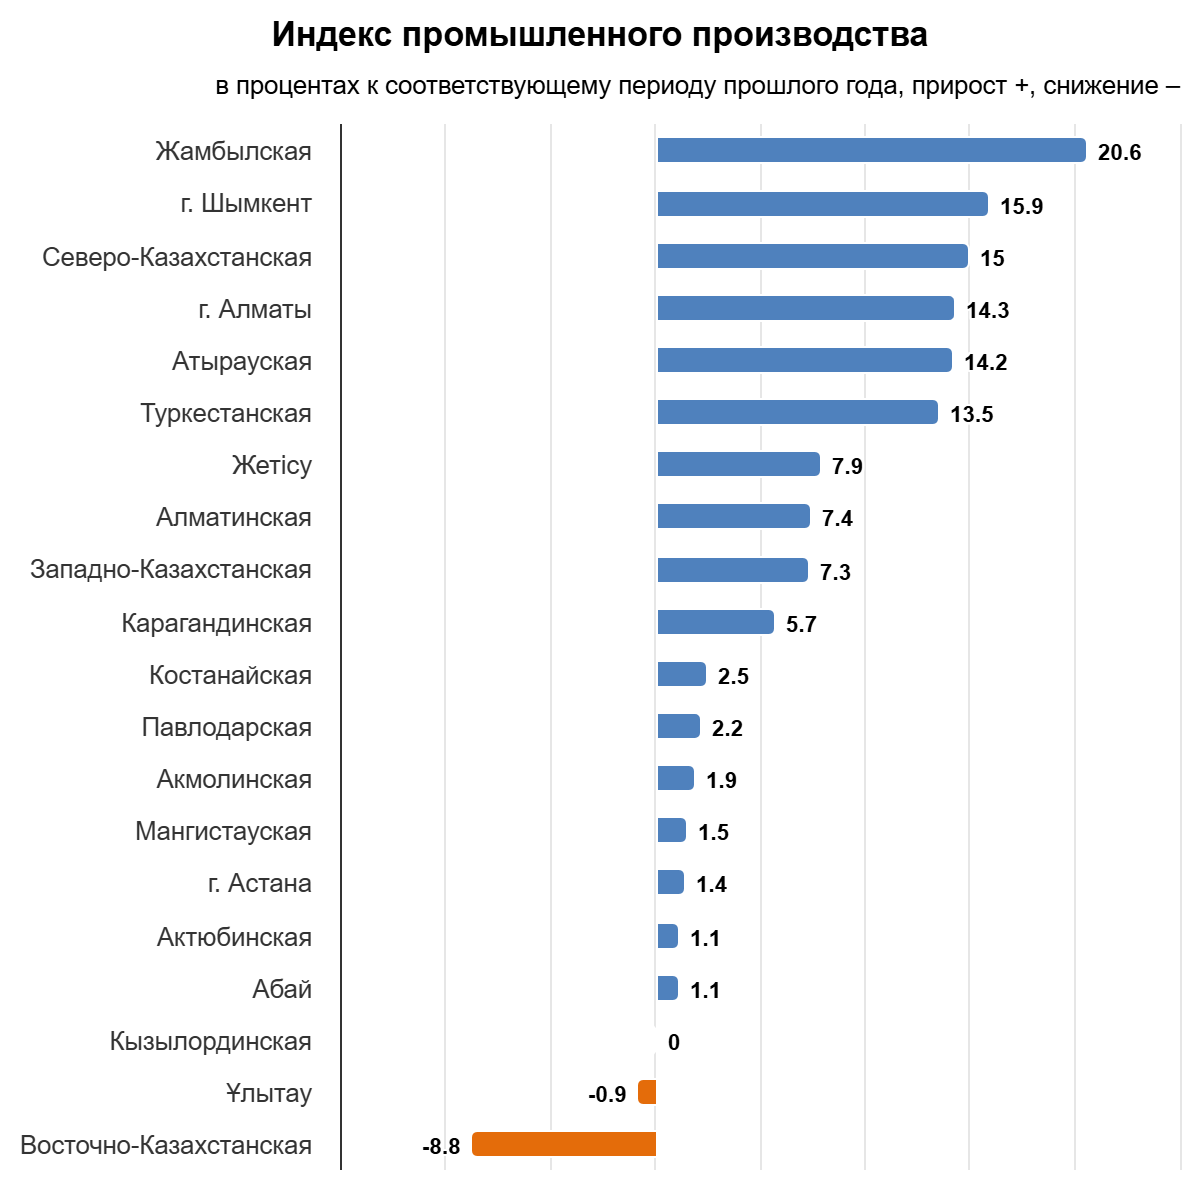 Индекс промышленного производства
в процентах к соответствующему периоду прошлого года, прирост +, снижение –
Жамбылская 20.6
г. Шымкент 15.9
Северо-Казахстанская 15
г. Алматы 14.3
Атырауская 14.2
Туркестанская 13.5
Жетісу 7.9
Алматинская 7.4
Западно-Казахстанская 7.3
Карагандинская 5.7
Костанайская 2.5
Павлодарская 2.2
Акмолинская 1.9
Мангистауская 1.5
г. Астана 1.4
Актюбинская 1.1
Абай 1.1
Кызылординская 0
Ұлытау -0.9
Восточно-Казахстанская -8.8